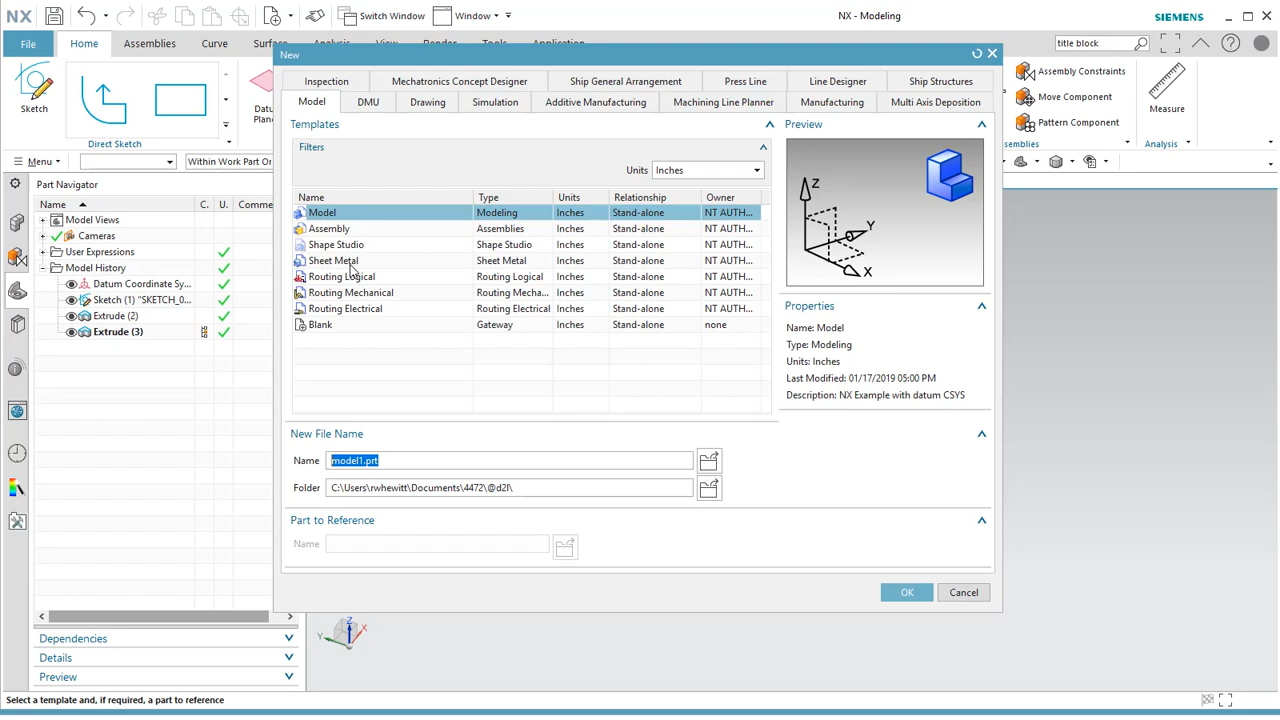 NX Switch Window Window NX - Modeling SIEMENS
File Home Assemblies Curve Surface Analysis View Render Tools Application title block
Sketch
Direct Sketch
Assembly Constraints
Move Component
Pattern Component
Measure
Analysis
Menu Within Work Part
Part Navigator
Name C. U. Comme
Model Views
Cameras
User Expressions
Model History
Datum Coordinate Sy...
Sketch (1) "SKETCH_0...
Extrude (2)
Extrude (3)
Dependencies
Details
Preview
New
Inspection Mechatronics Concept Designer Ship General Arrangement Press Line Line Designer Ship Structures
Model DMU Drawing Simulation Additive Manufacturing Machining Line Planner Manufacturing Multi Axis Deposition
Templates
Filters
Units Inches
Name Type Units Relationship Owner
Model Modeling Inches Stand-alone NT AUTH...
Assembly Assemblies Inches Stand-alone NT AUTH...
Shape Studio Shape Studio Inches Stand-alone NT AUTH...
Sheet Metal Sheet Metal Inches Stand-alone NT AUTH...
Routing Logical Routing Logical Inches Stand-alone NT AUTH...
Routing Mechanical Routing Mecha... Inches Stand-alone NT AUTH...
Routing Electrical Routing Electrical Inches Stand-alone NT AUTH...
Blank Gateway Inches Stand-alone none
Preview
Z
Y
X
Properties
Name: Model
Type: Modeling
Units: Inches
Last Modified: 01/17/2019 05:00 PM
Description: NX Example with datum CSYS
New File Name
Name model1.prt
Folder C:\Users\rwhewitt\Documents\4472\@d2l\
Part to Reference
Name
OK Cancel
Z
Y X
Select a template and, if required, a part to reference